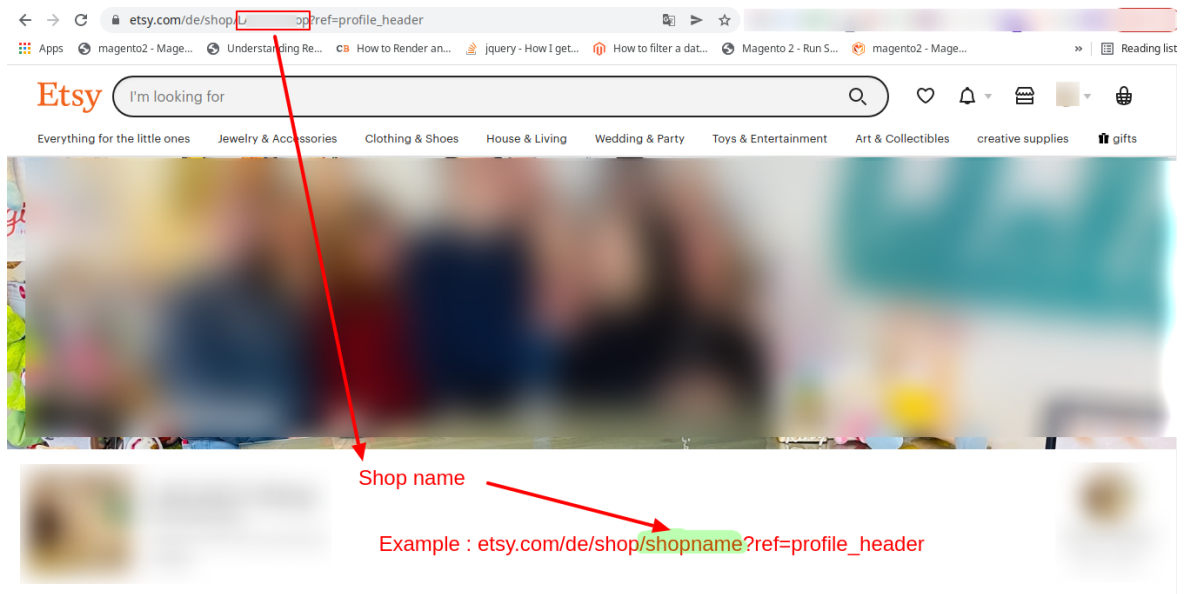 etsy.com/de/shop/L op?ref=profile_header
Apps magento2 - Mage... Understanding Re... CB How to Render an... jquery - How I get... How to filter a dat... Magento 2 - Run S... magento2 - Mage... » Reading list
Etsy I'm looking for
Everything for the little ones Jewelry & Accessories Clothing & Shoes House & Living Wedding & Party Toys & Entertainment Art & Collectibles creative supplies gifts
Shop name
Example : etsy.com/de/shop/shopname?ref=profile_header